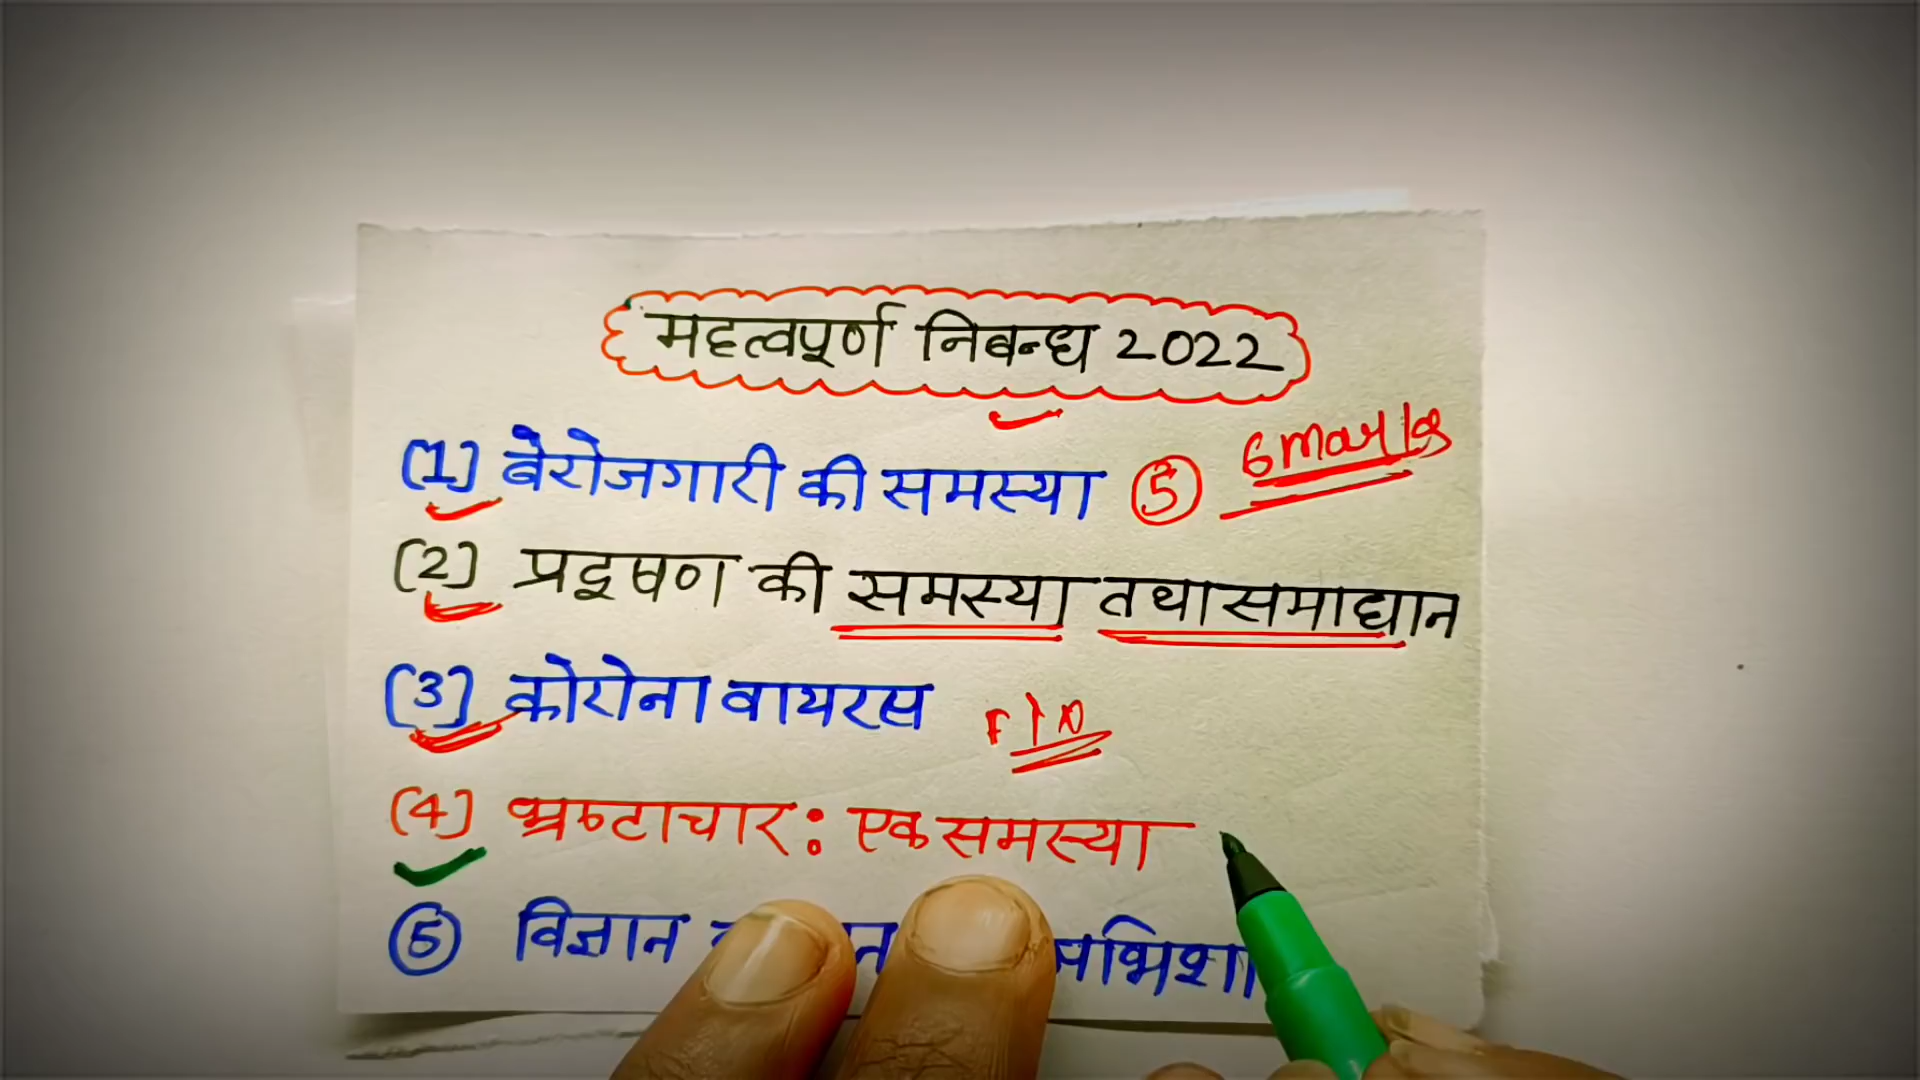 महत्वपूर्ण निबन्ध 2022
(1) बेरोजगारी की समस्या 5 6 marks
(2) प्रदूषण की समस्या तथा समाधान
(3) कोरोना वायरस
(4) भ्रष्टाचार : एक समस्या
5 विज्ञान